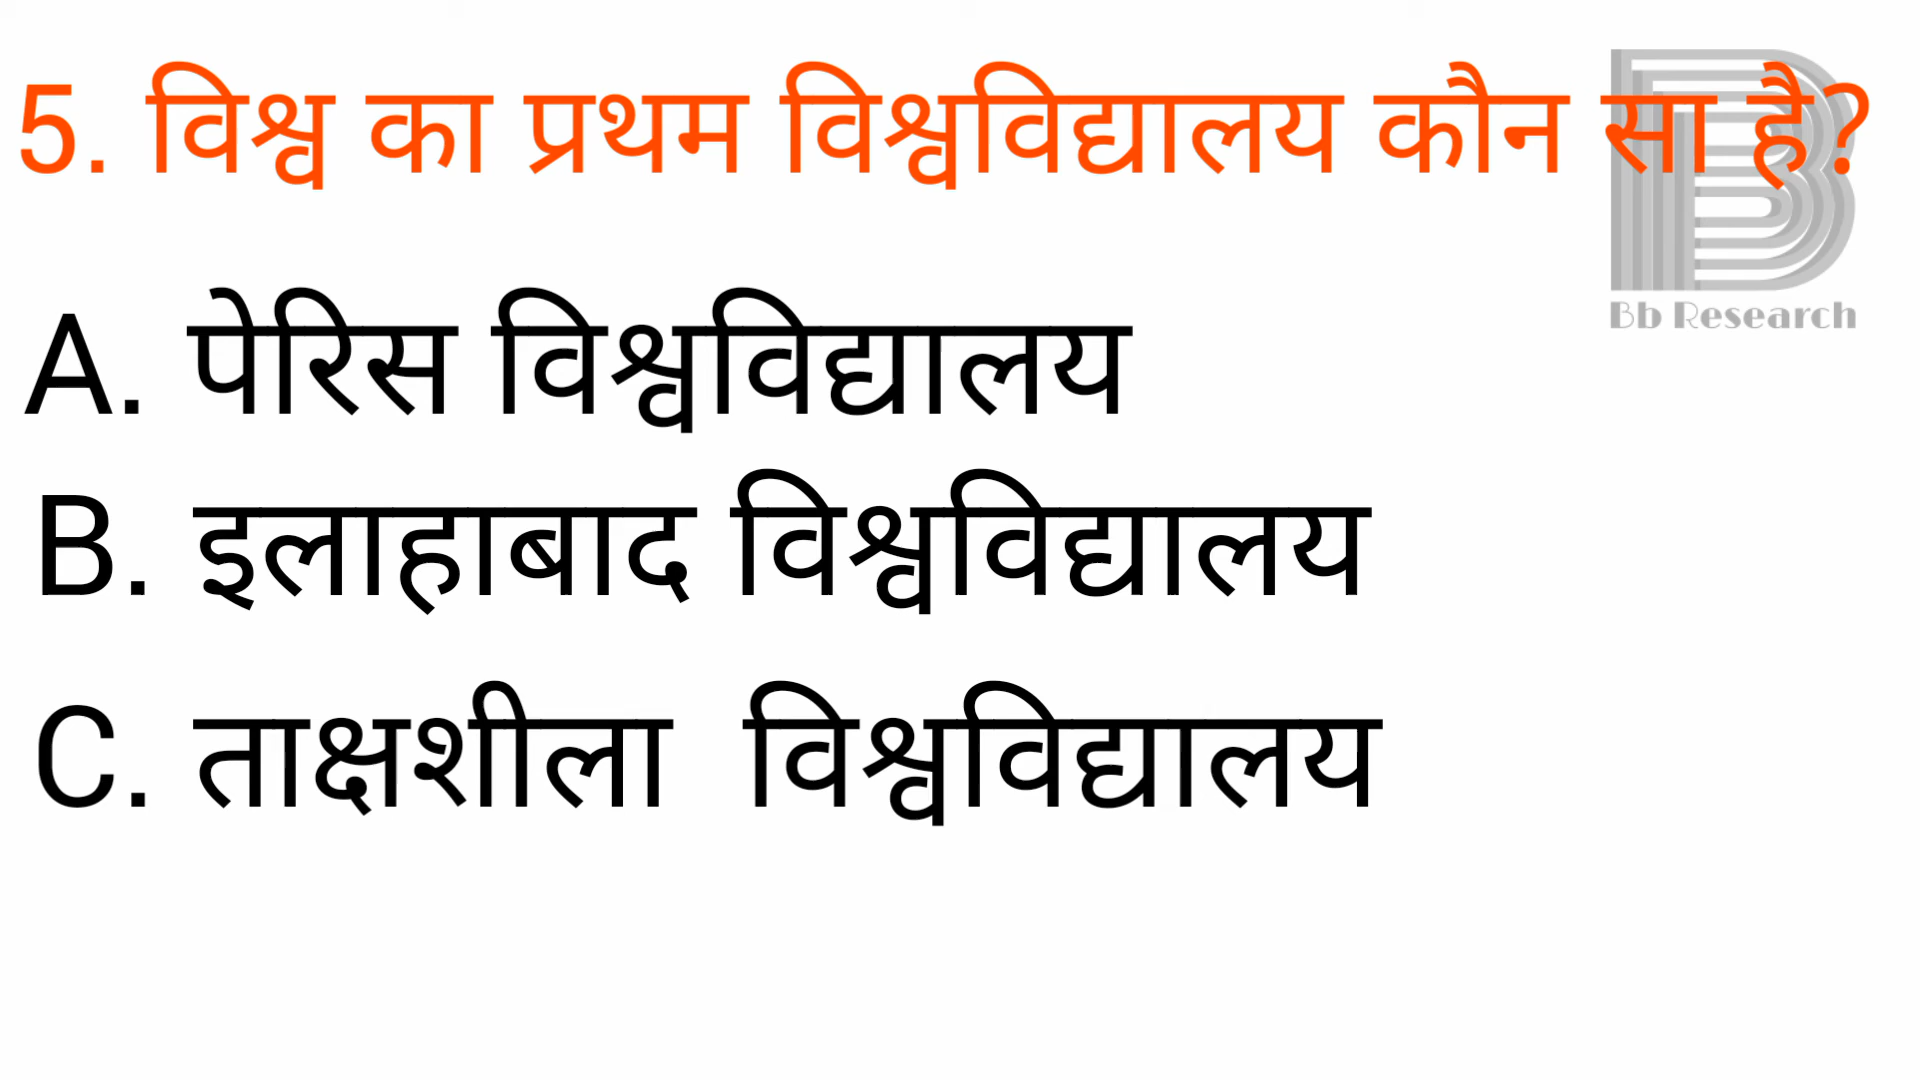 5. विश्व का प्रथम विश्वविद्यालय कौन सा है?
Bb Research
A. पेरिस विश्वविद्यालय
B. इलाहाबाद विश्वविद्यालय
C. ताक्षशीला विश्वविद्यालय